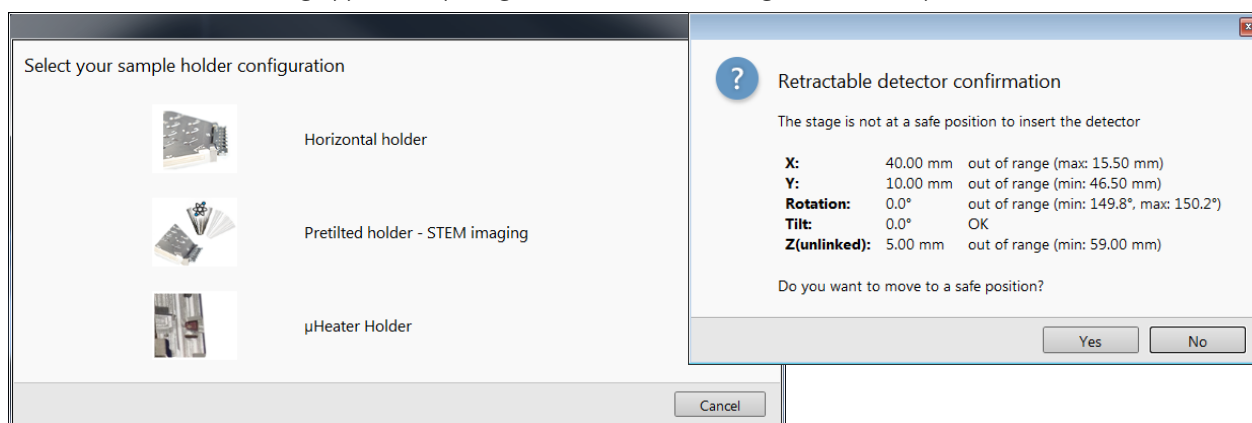 Select your sample holder configuration
Horizontal holder
Pretilted holder - STEM imaging
µHeater Holder
Cancel
?
Retractable detector confirmation
The stage is not at a safe position to insert the detector
X: 40.00 mm out of range (max: 15.50 mm)
Y: 10.00 mm out of range (min: 46.50 mm)
Rotation: 0.0° out of range (min: 149.8°, max: 150.2°)
Tilt: 0.0° OK
Z(unlinked): 5.00 mm out of range (min: 59.00 mm)
Do you want to move to a safe position?
Yes No